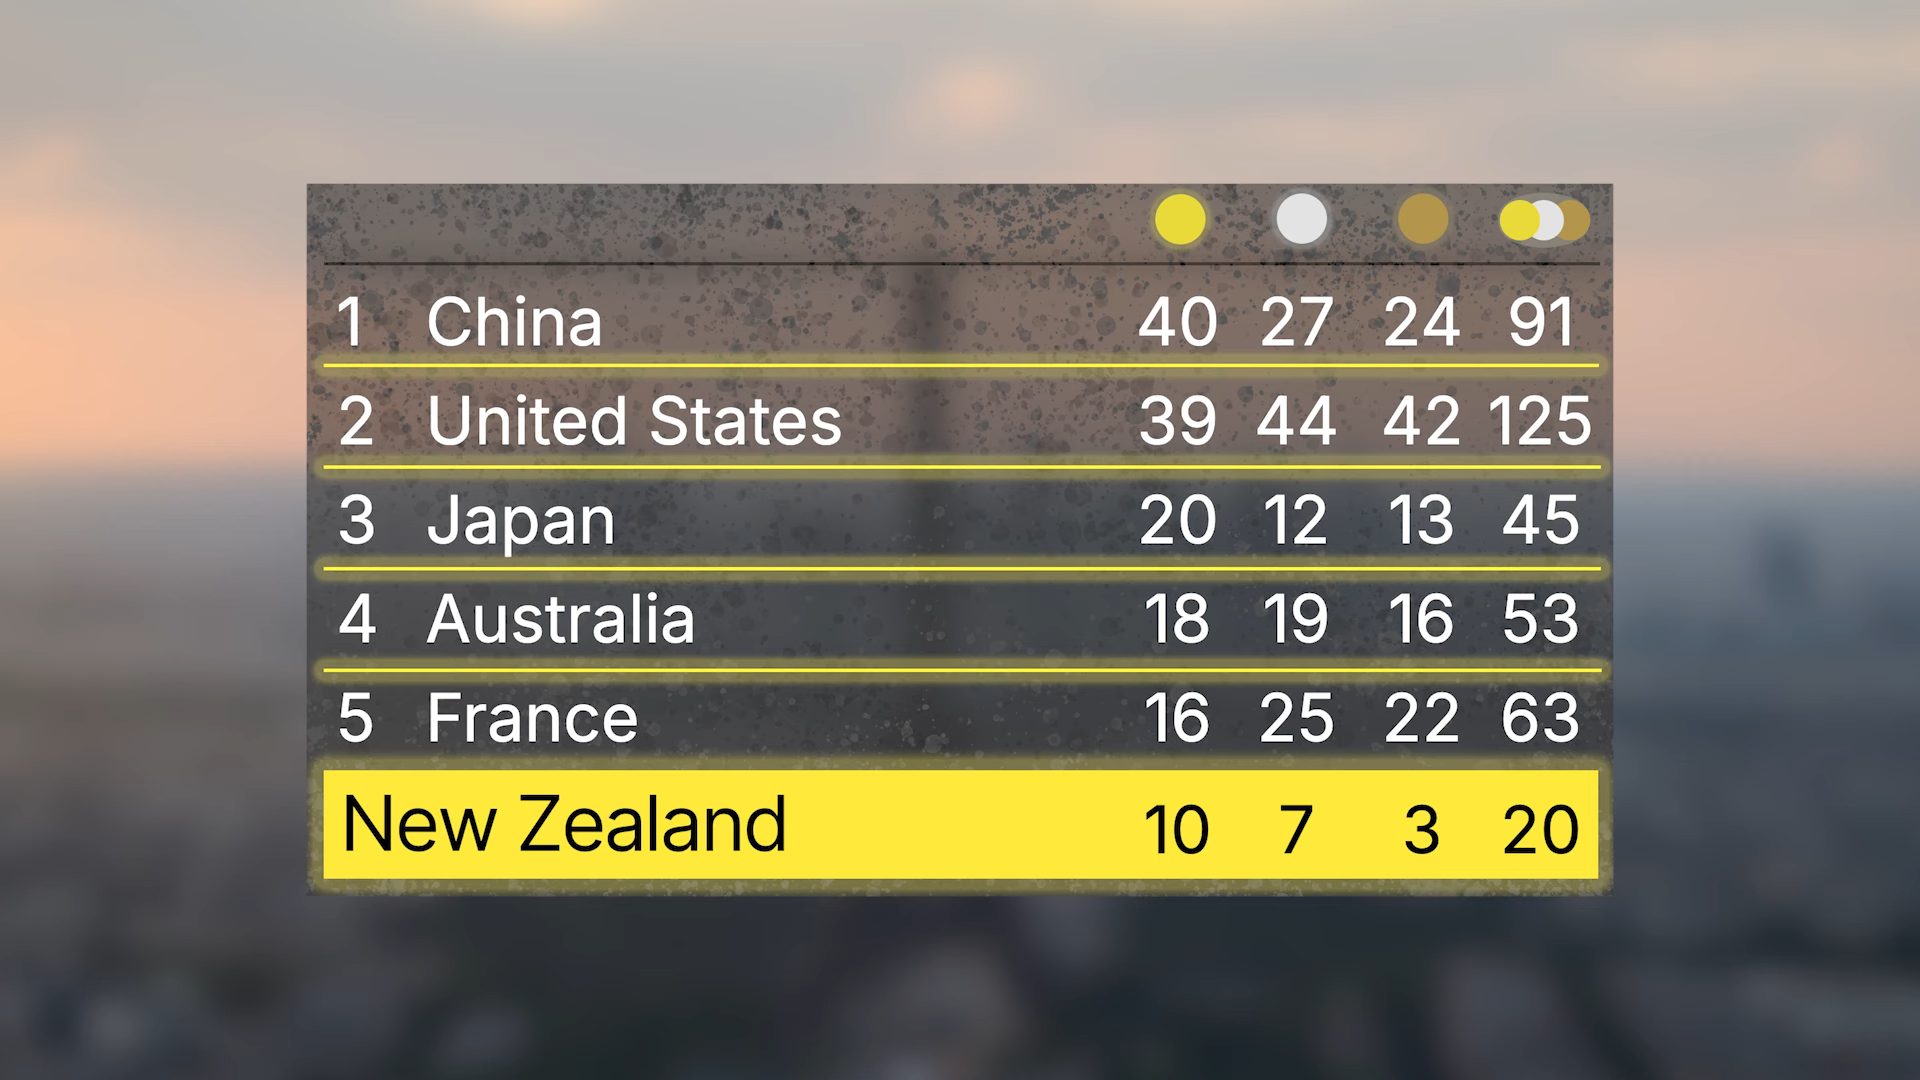 1 China 40 27 24 91
2 United States 39 44 42 125
3 Japan 20 12 13 45
4 Australia 18 19 16 53
5 France 16 25 22 63
New Zealand 10 7 3 20